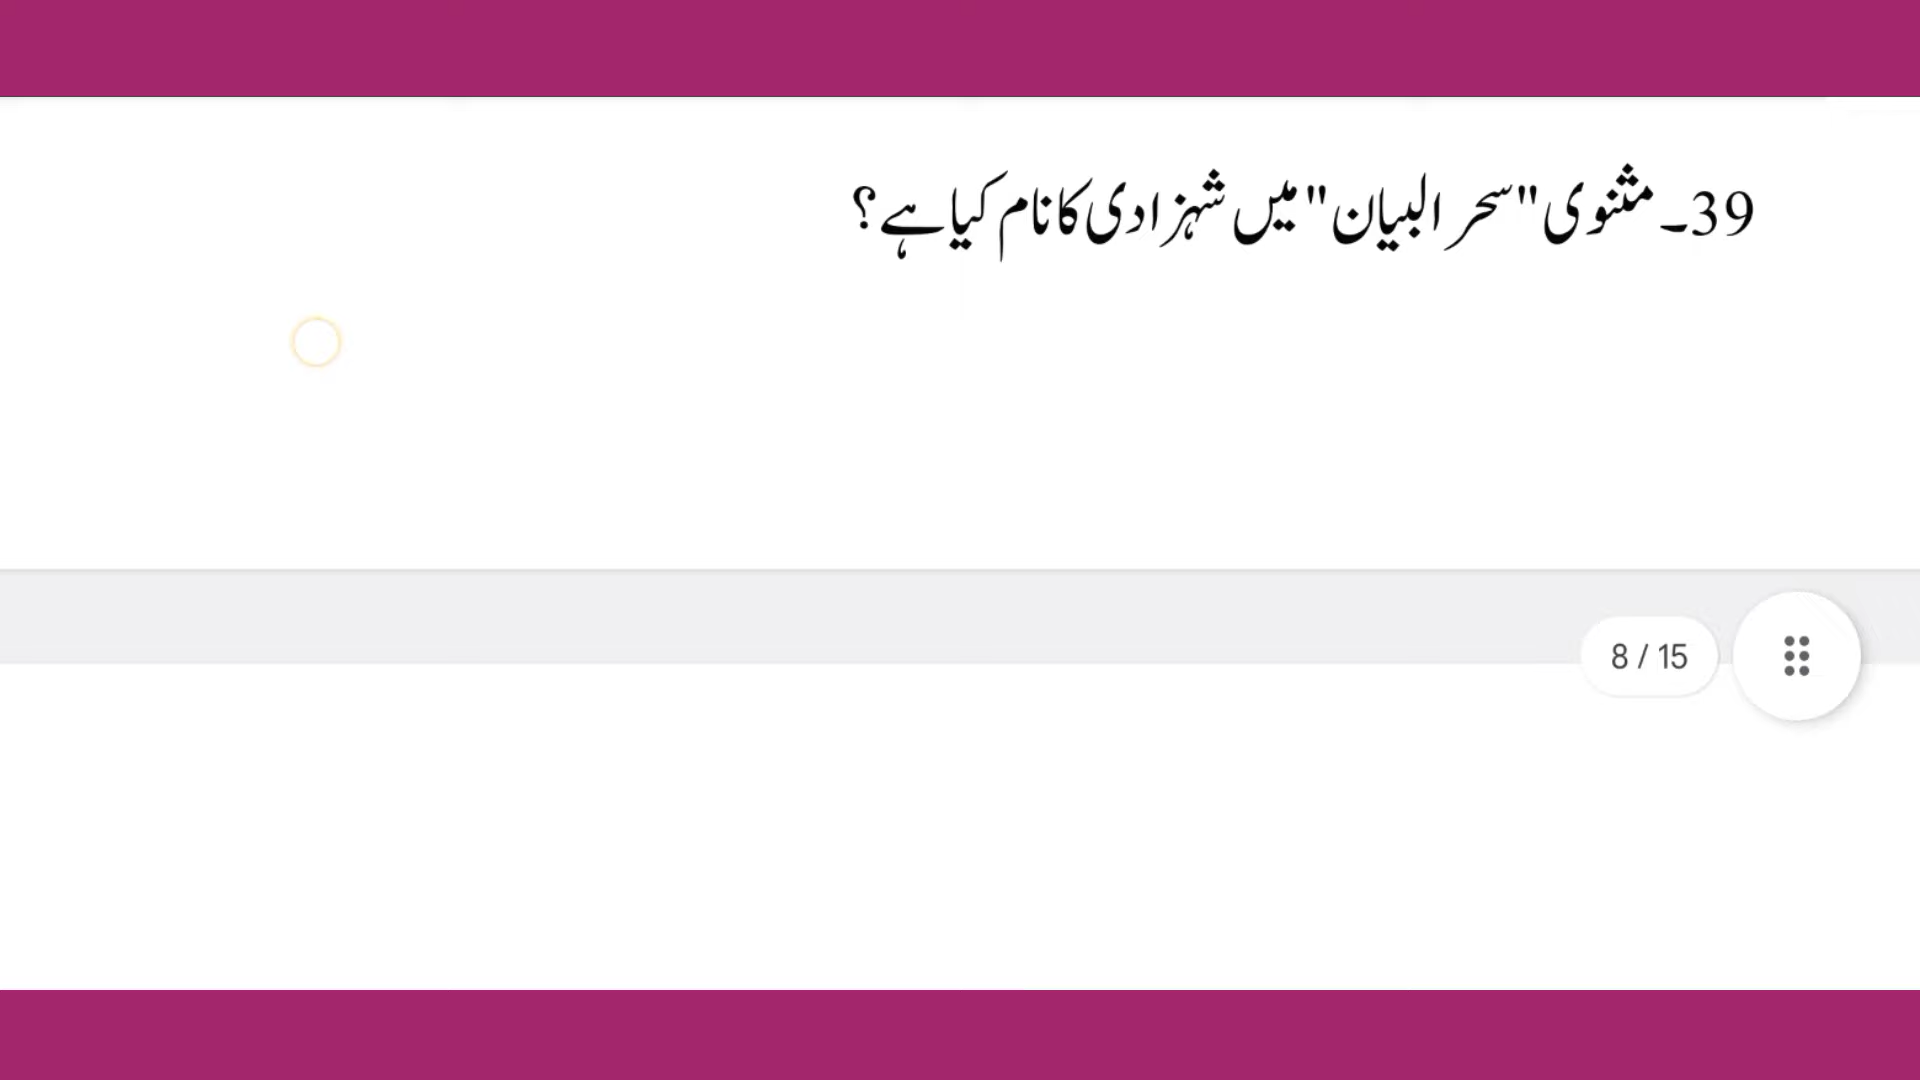 39۔ مثنوی "سحر البیان" میں شہزادی کا نام کیا ہے؟
8 / 15